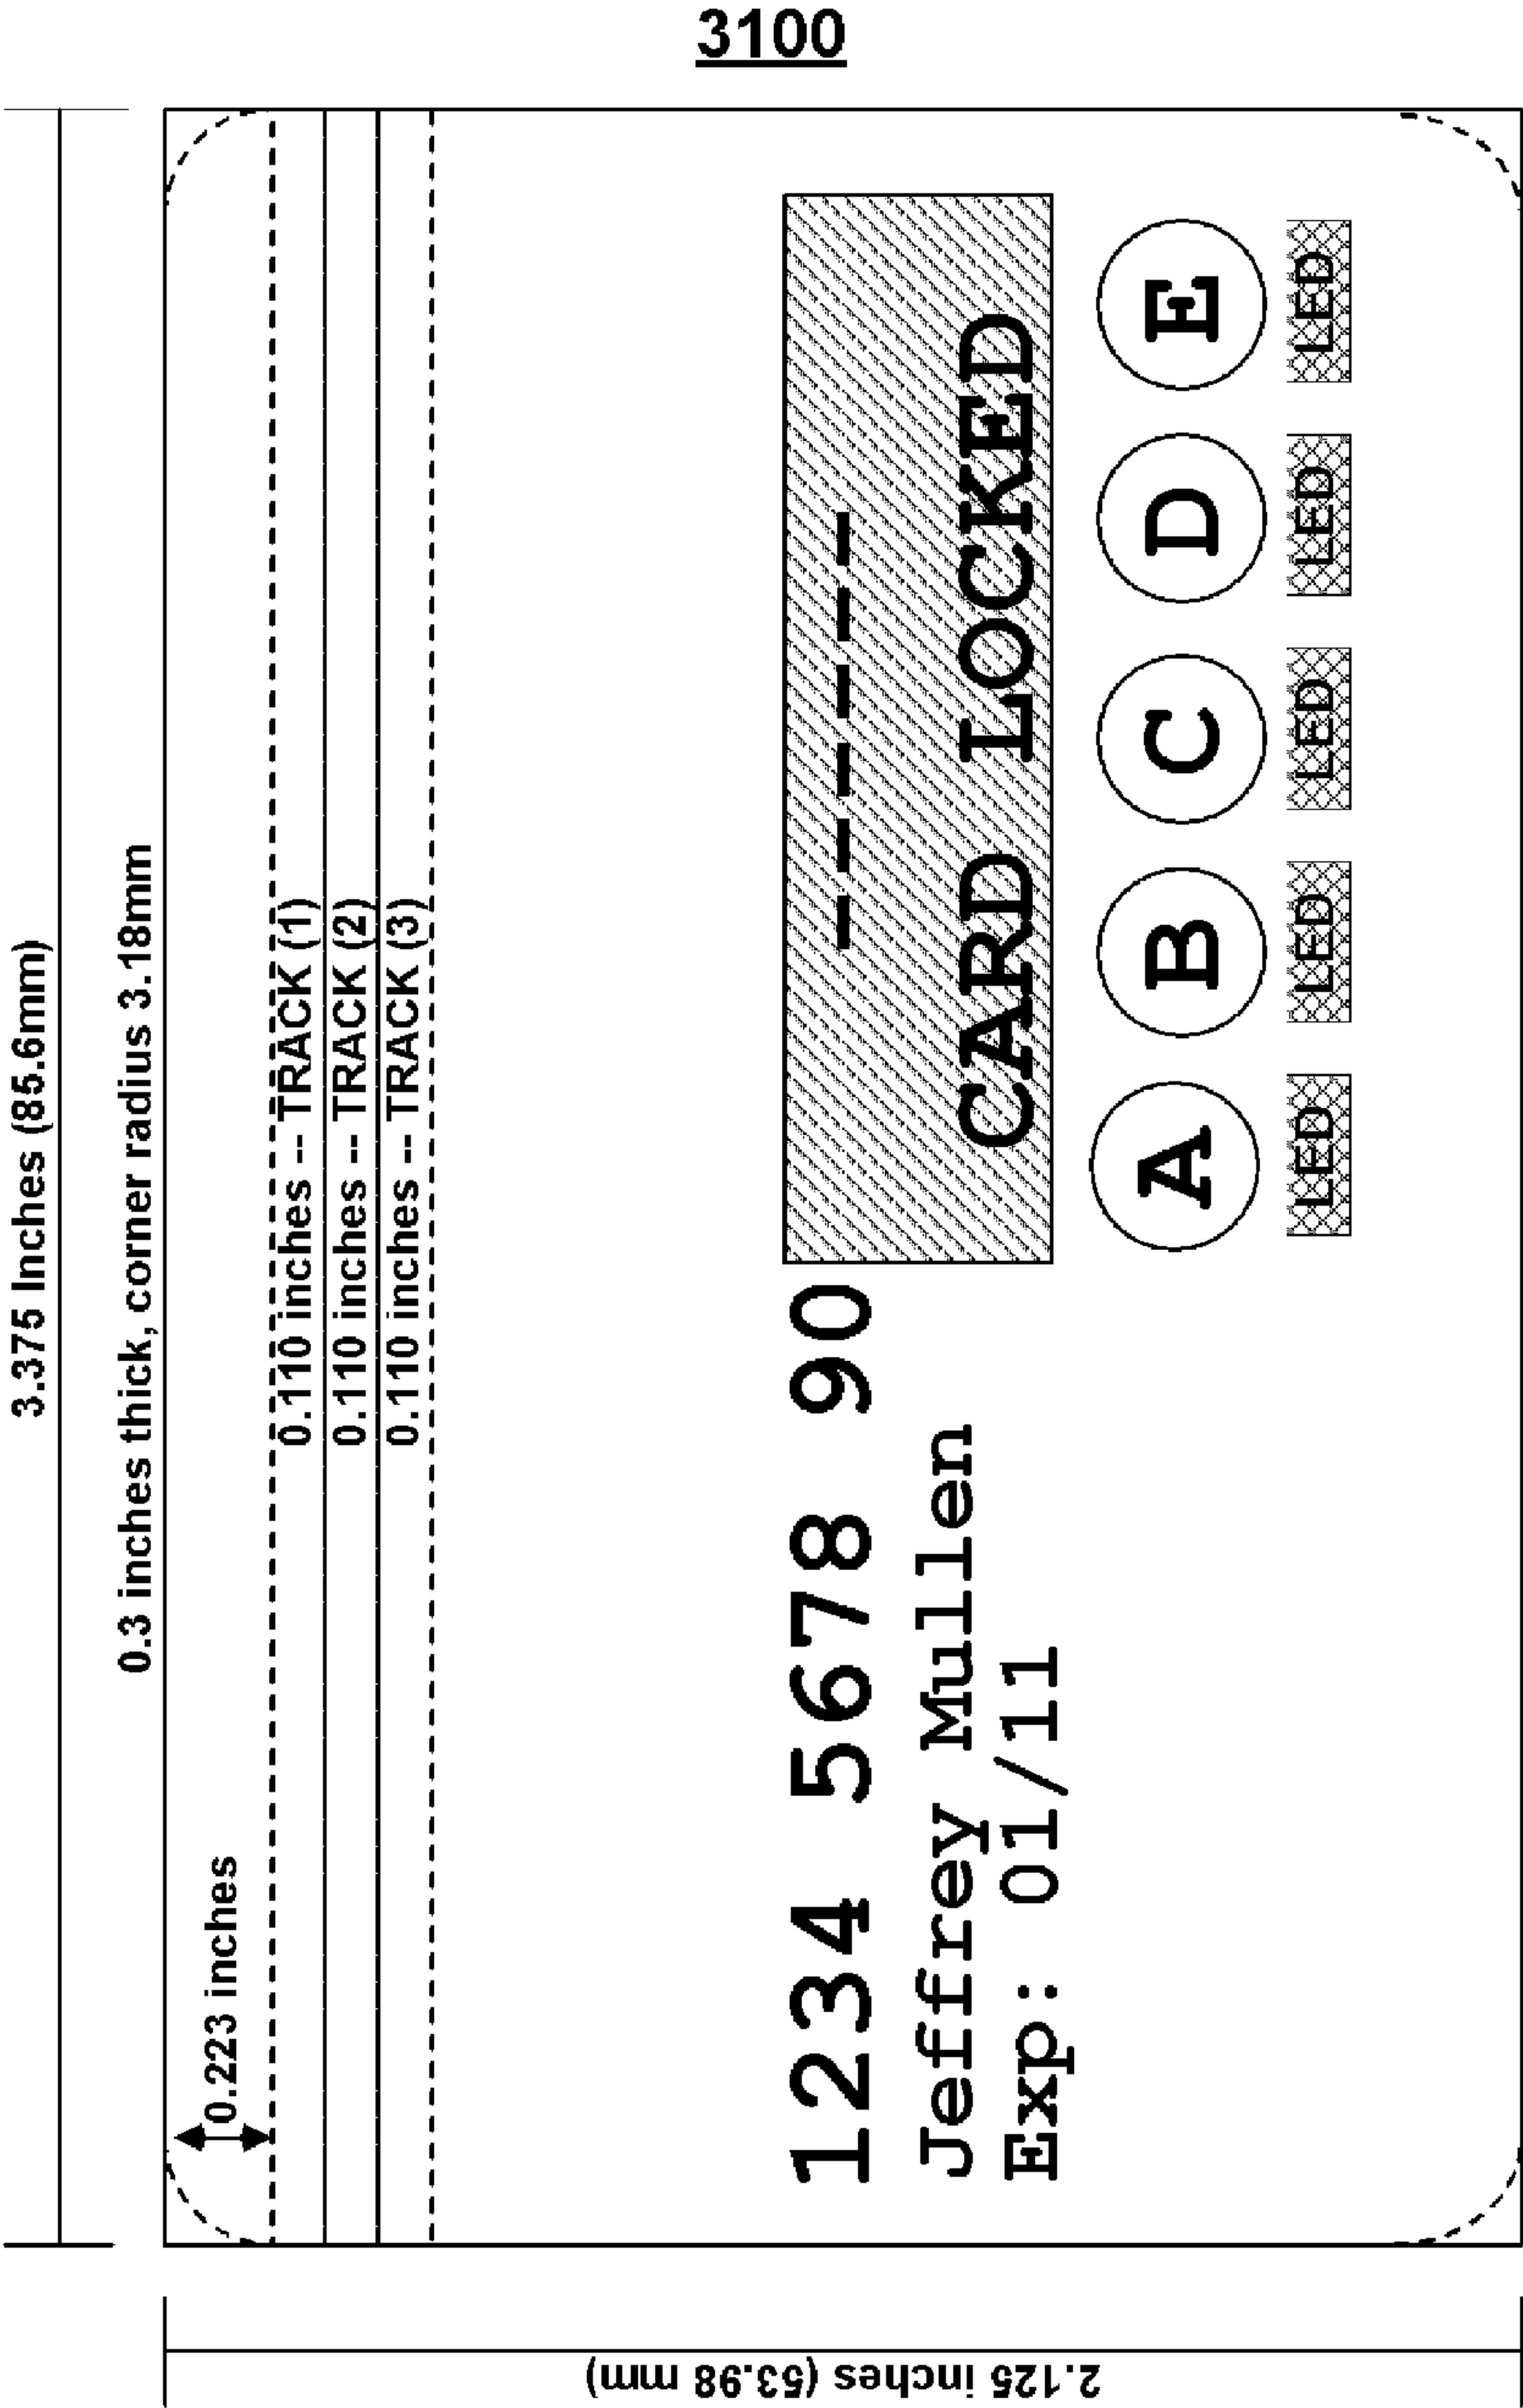 3100
3.375 Inches (85.6mm)
0.3 inches thick, corner radius 3.18mm
0.223 inches
0.110 inches -- TRACK (1)
0.110 inches -- TRACK (2)
0.110 inches -- TRACK (3)
1234 5678 90 ------
CARD LOCKED
Jeffrey Mullen
Exp: 01/11
A B C D E
LED LED LED LED LED
2.125 inches (53.98 mm)